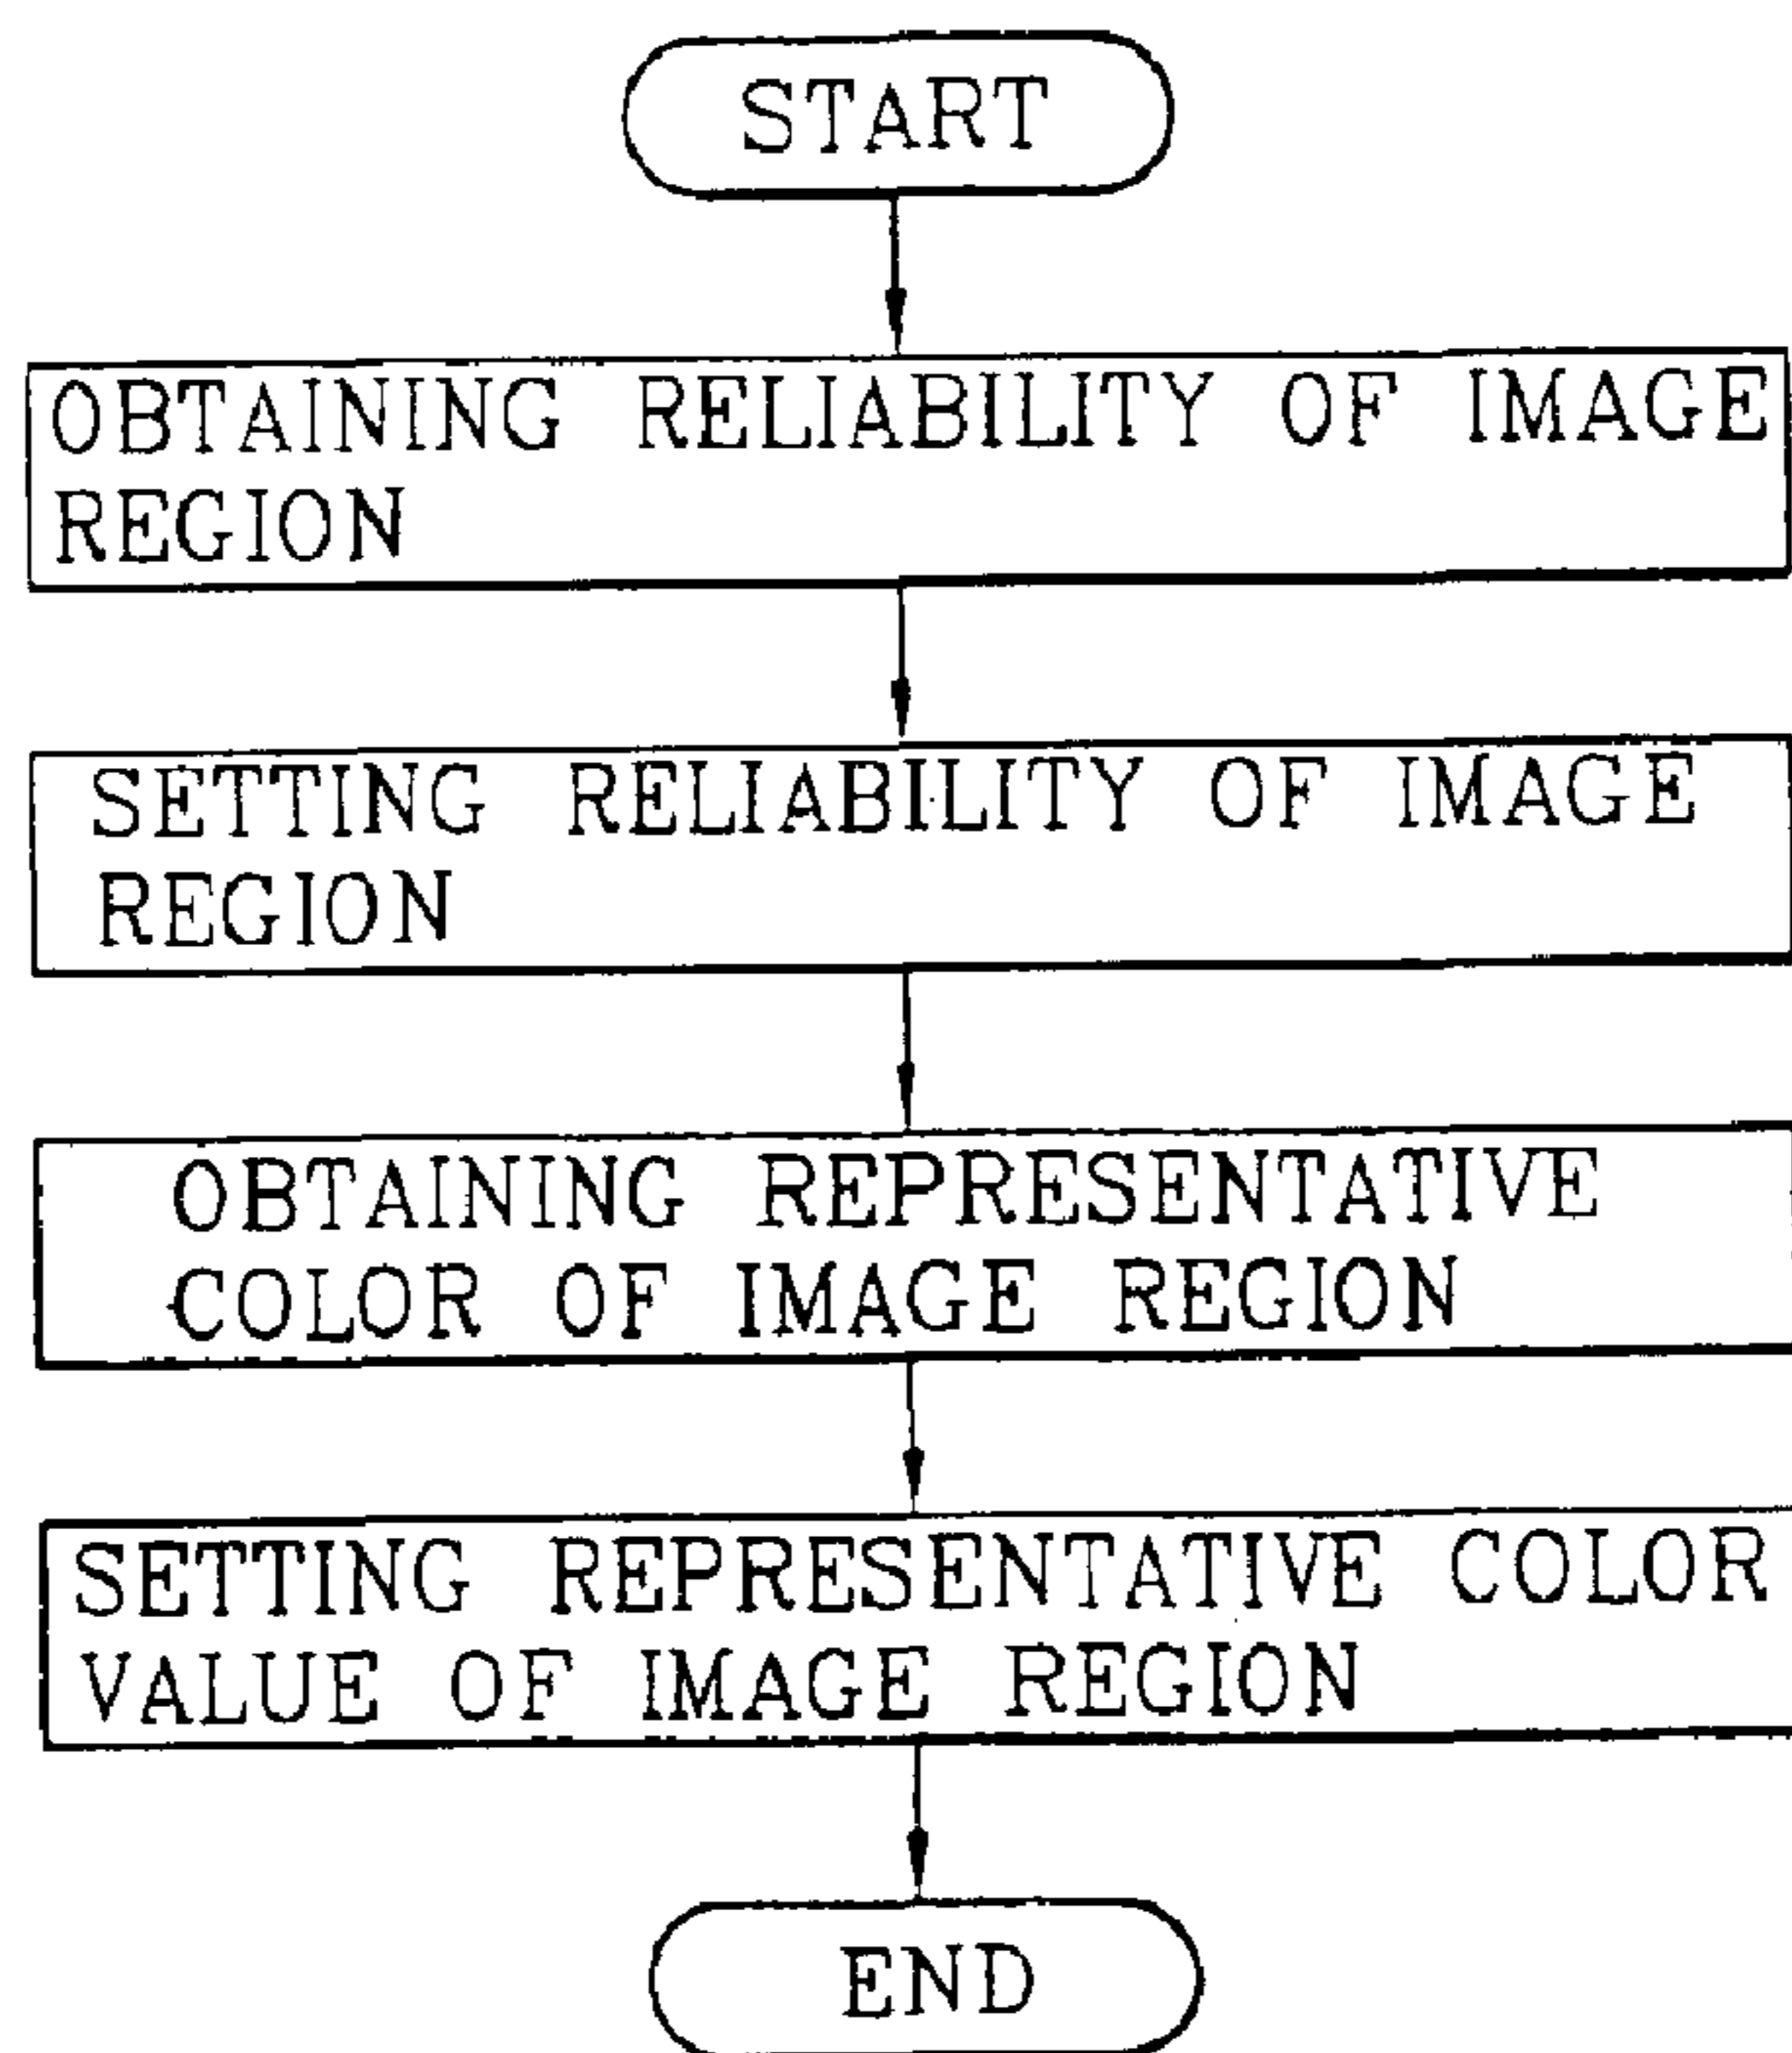 START
OBTAINING RELIABILITY OF IMAGE
REGION
SETTING RELIABILITY OF IMAGE
REGION
OBTAINING REPRESENTATIVE
COLOR OF IMAGE REGION
SETTING REPRESENTATIVE COLOR
VALUE OF IMAGE REGION
END